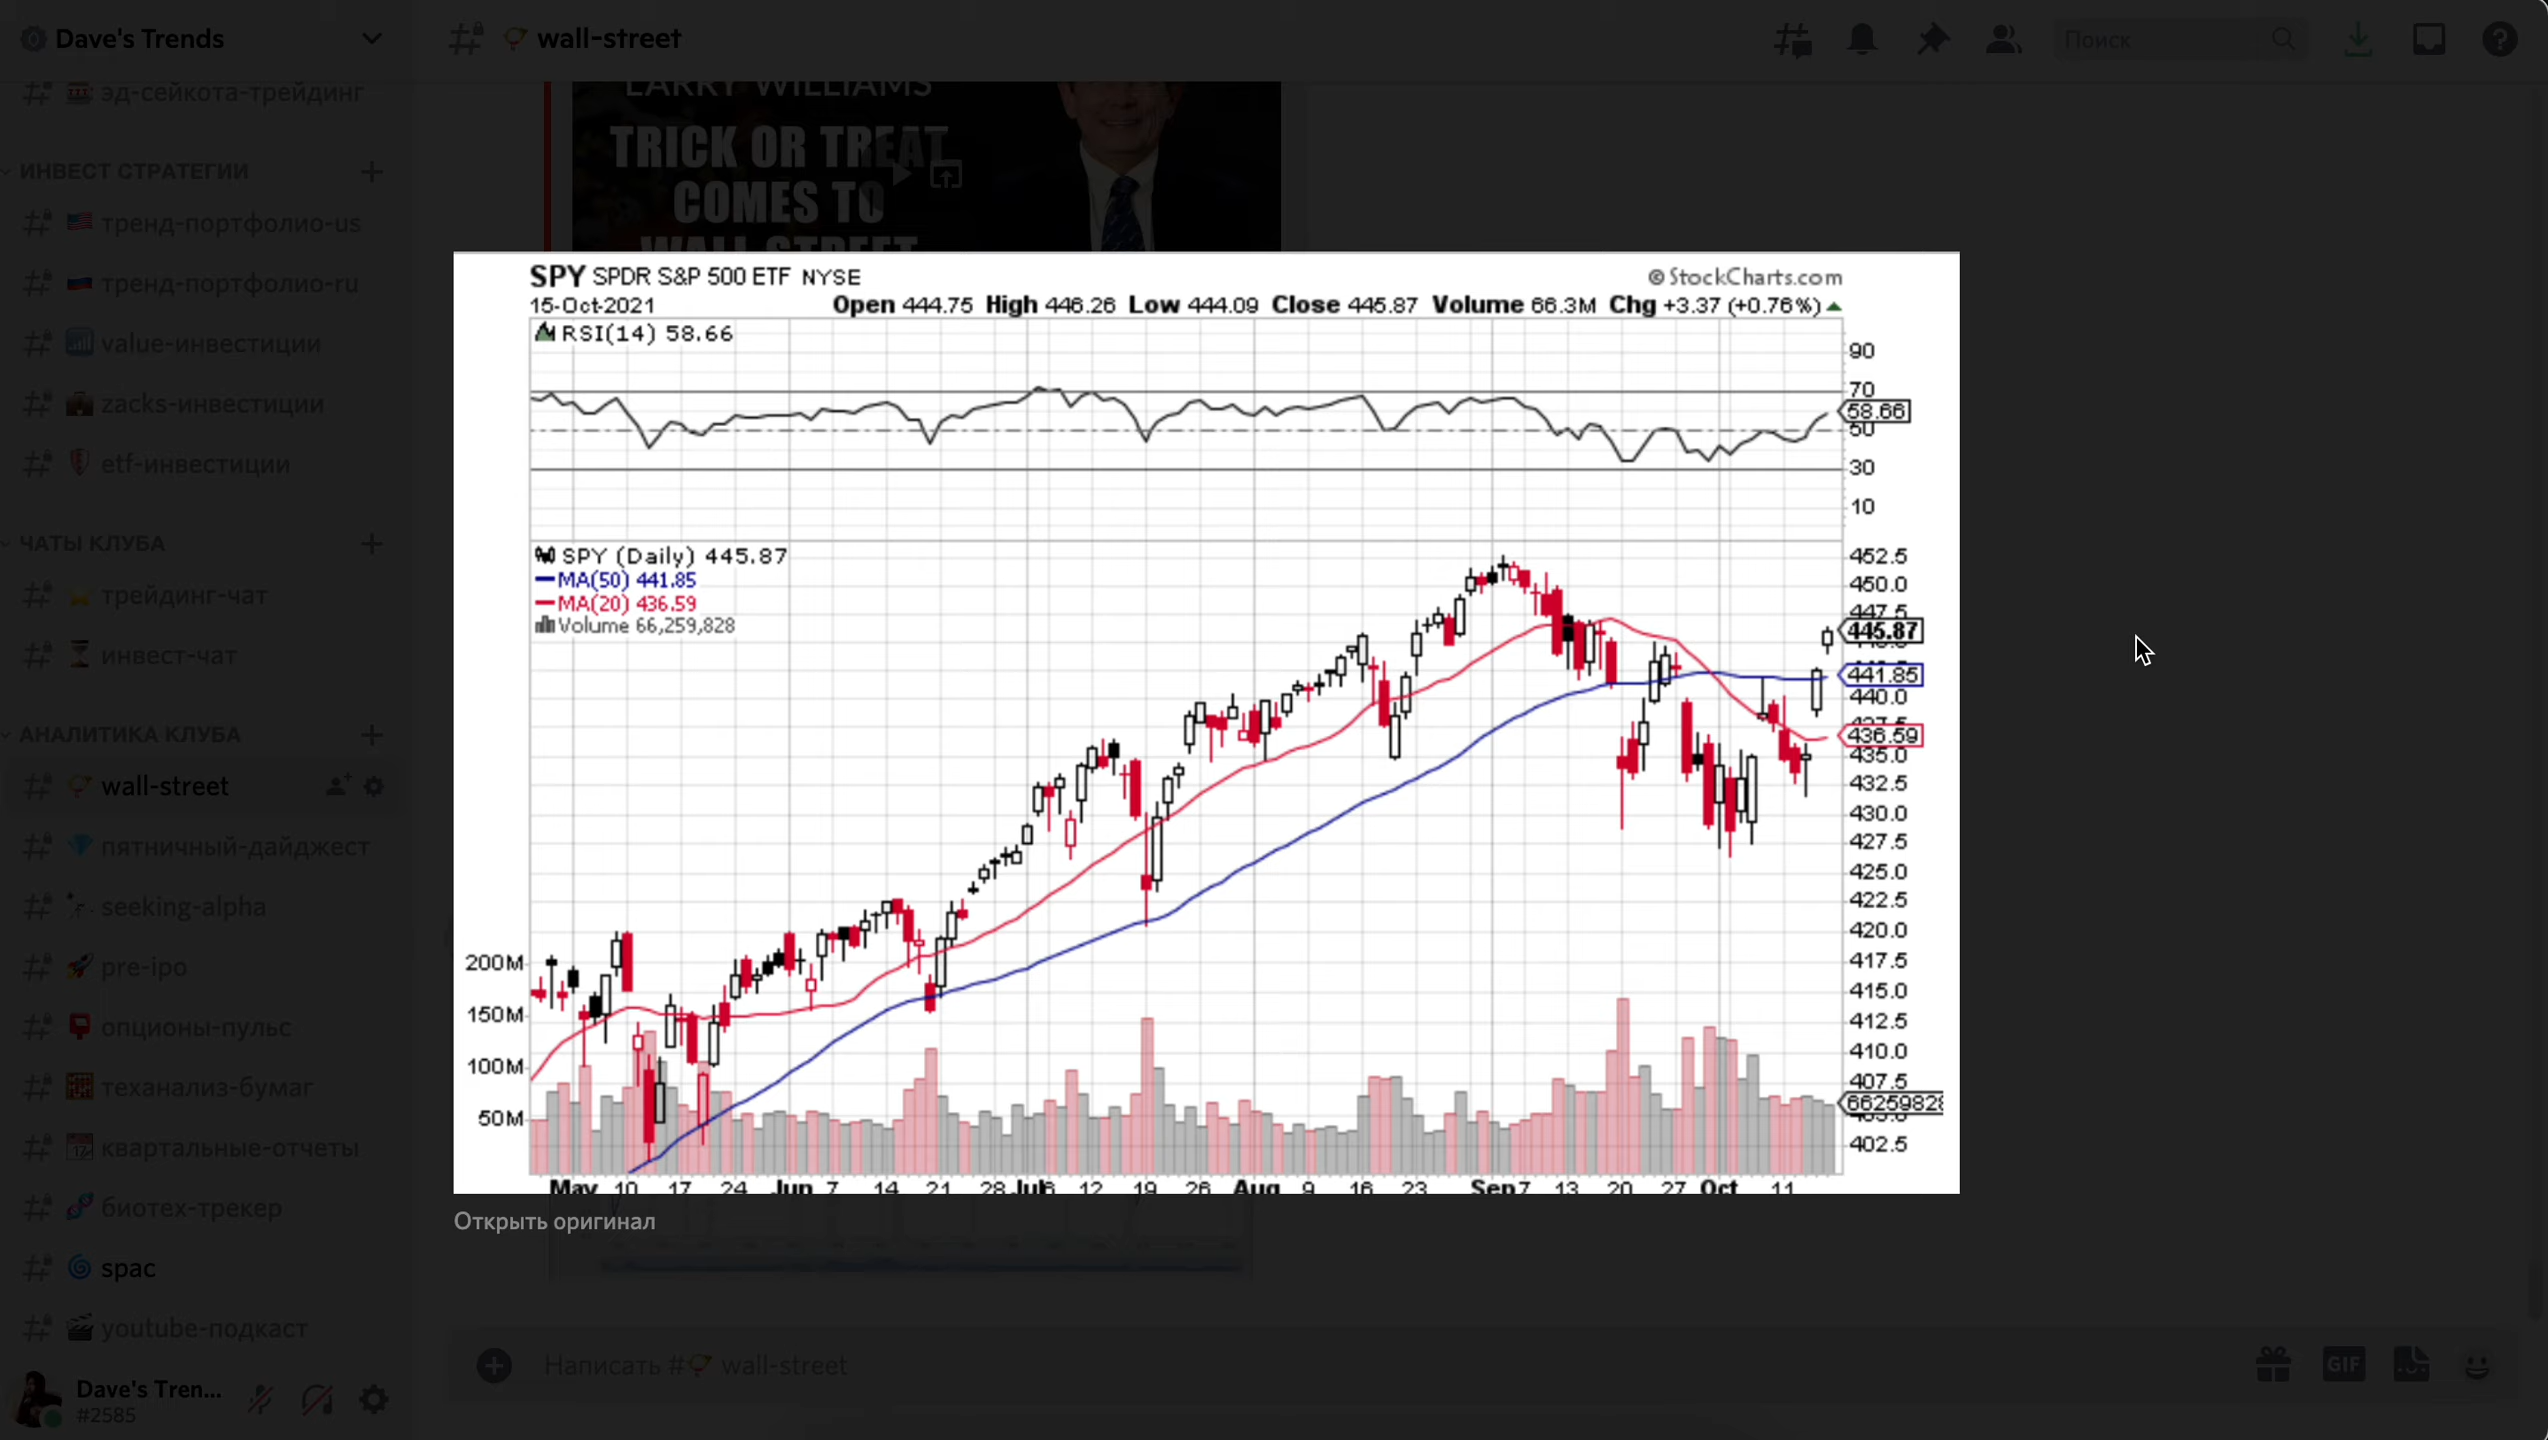 Dave's Trends
wall-street
Поиск
эд-сейкота-трейдинг
ИНВЕСТ СТРАТЕГИИ
тренд-портфолио-us
тренд-портфолио-ru
value-инвестиции
zacks-инвестиции
etf-инвестиции
ЧАТЫ КЛУБА
трейдинг-чат
инвест-чат
АНАЛИТИКА КЛУБА
wall-street
пятничный-дайджест
seeking-alpha
pre-ipo
опционы-пульс
теханализ-бумаг
квартальные-отчеты
биотех-трекер
spac
youtube-подкаст
Dave's Tren...
#2585
LARRY WILLIAMS
TRICK OR TREAT
COMES TO
WALL STREET
SPY SPDR S&P 500 ETF NYSE
© StockCharts.com
15-Oct-2021
Open 444.75 High 446.26 Low 444.09 Close 445.87 Volume 66.3M Chg +3.37 (+0.76%)
RSI(14) 58.66
90
70
58.66
50
30
10
SPY (Daily) 445.87
MA(50) 441.85
MA(20) 436.59
Volume 66,259,828
452.5
450.0
447.5
445.87
441.85
440.0
437.5
436.59
435.0
432.5
430.0
427.5
425.0
422.5
420.0
417.5
415.0
412.5
410.0
407.5
66259828
402.5
200M
150M
100M
50M
May 10 17 24 Jun 7 14 21 28 Jul 6 12 19 26 Aug 9 16 23 Sep 7 13 20 27 Oct 11
Открыть оригинал
Написать # wall-street
GIF